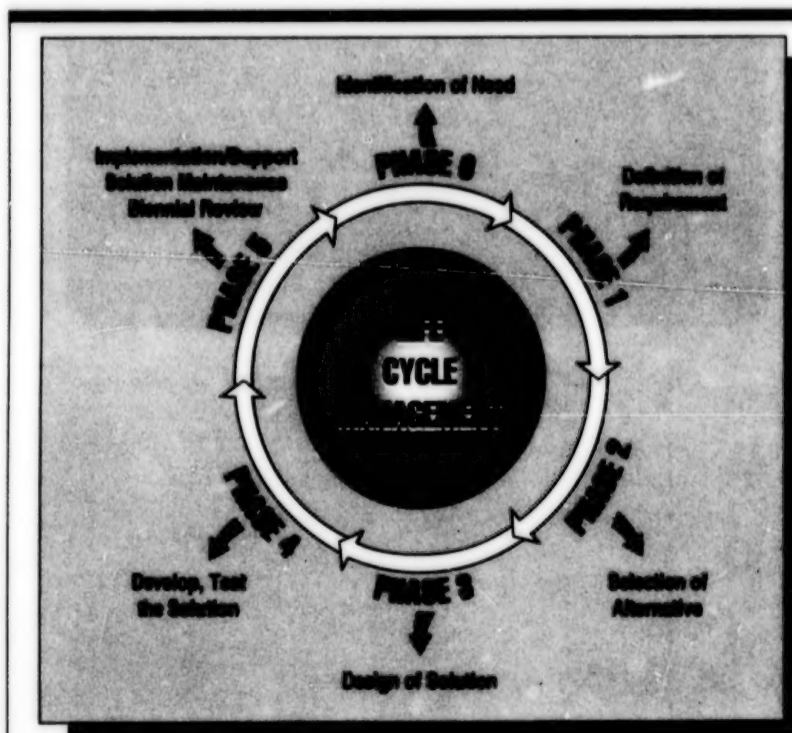 Identification of Need
PHASE 0
Implementation/Support
Solution Maintenance
Biennial Review
PHASE 5
Definition of
Requirement
PHASE 1
CYCLE
MANAGEMENT
PHASE 2
Selection of
Alternative
PHASE 4
Develop, Test
the Solution
PHASE 3
Design of Solution